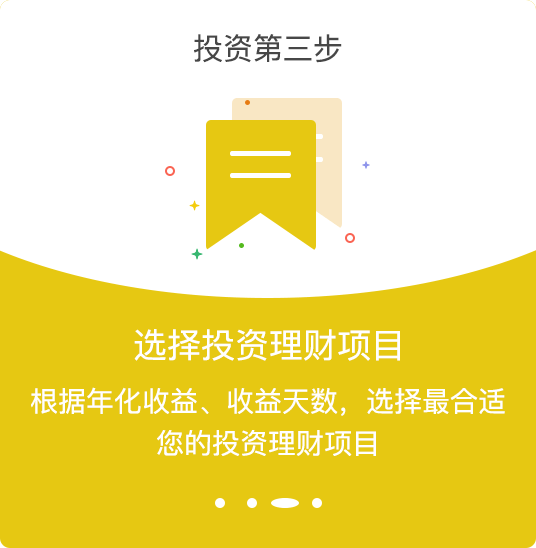 投资第三步
选择投资理财项目
根据年化收益、收益天数，选择最合适
您的投资理财项目